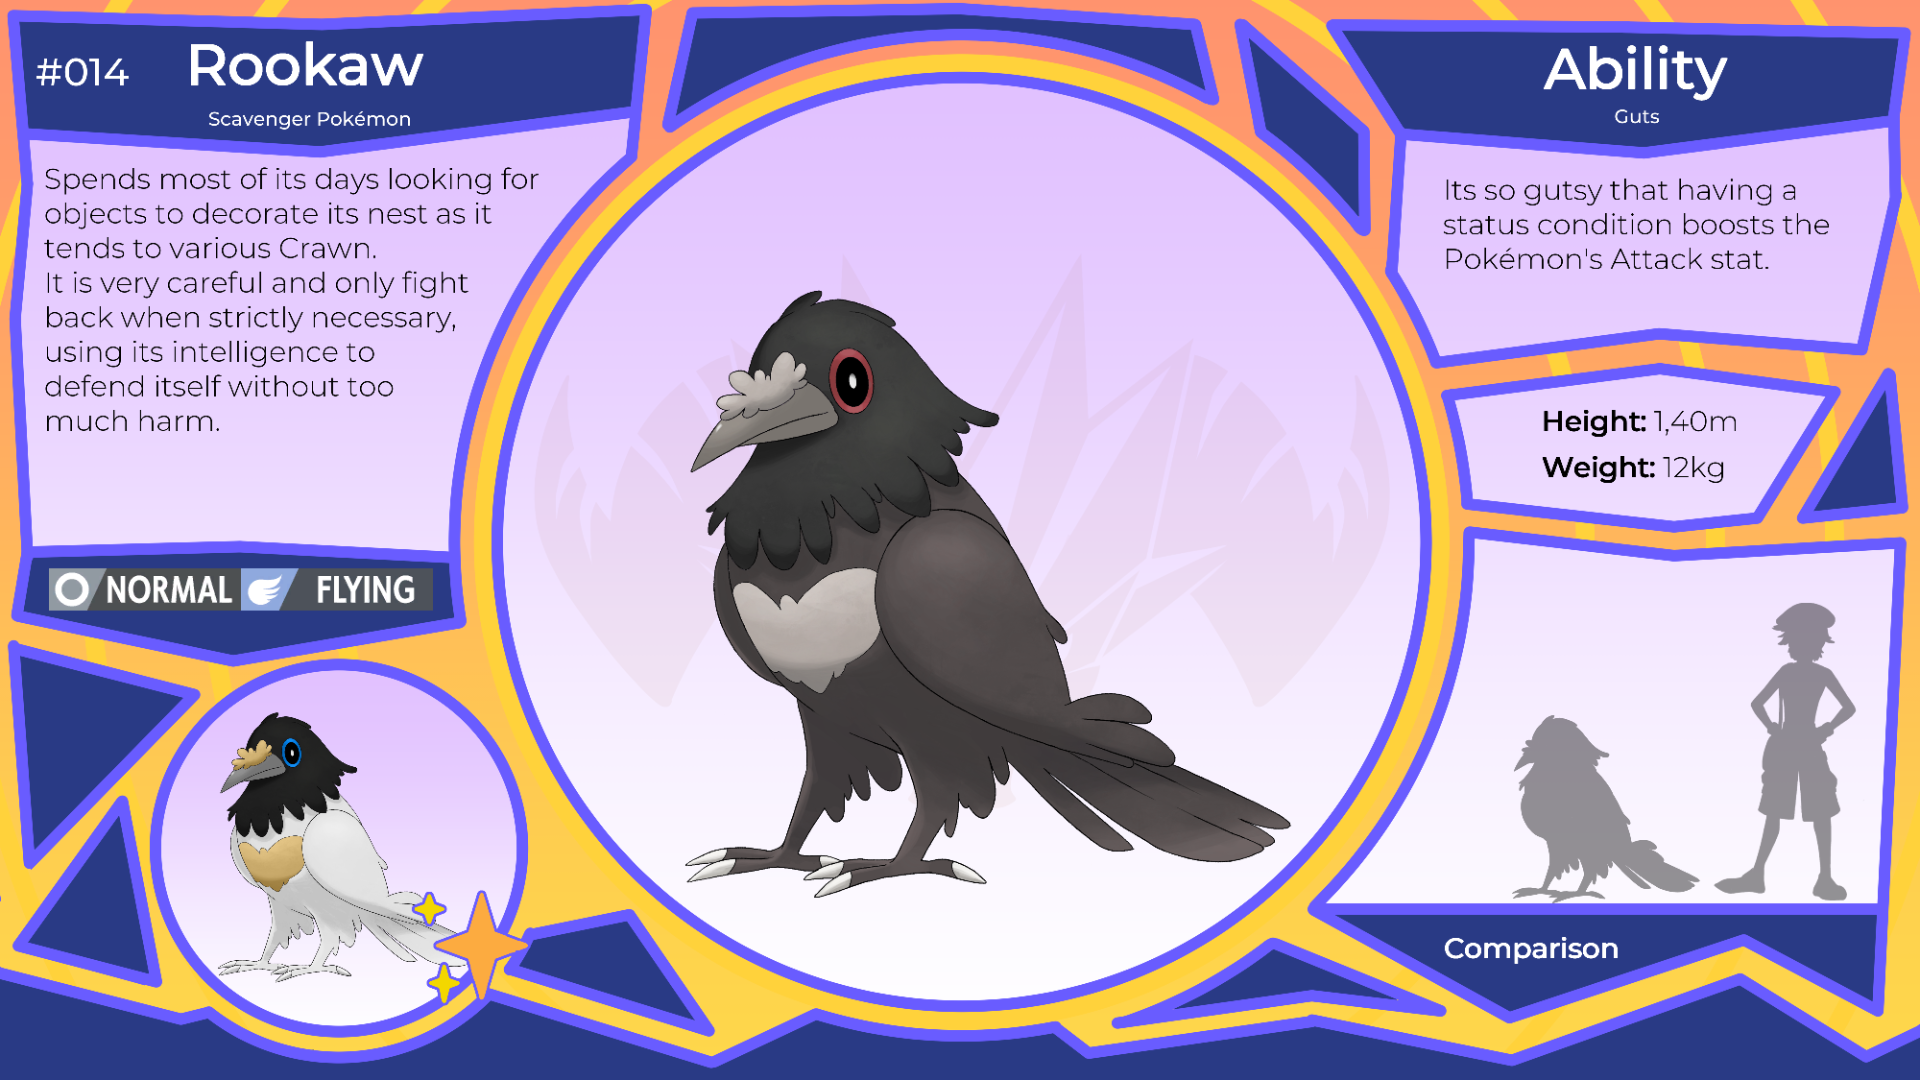 #014 Rookaw
Scavenger Pokémon
Spends most of its days looking for
objects to decorate its nest as it
tends to various Crawn.
It is very careful and only fight
back when strictly necessary,
using its intelligence to
defend itself without too
much harm.
NORMAL FLYING
Ability
Guts
Its so gutsy that having a
status condition boosts the
Pokémon's Attack stat.
Height: 1,40m
Weight: 12kg
Comparison